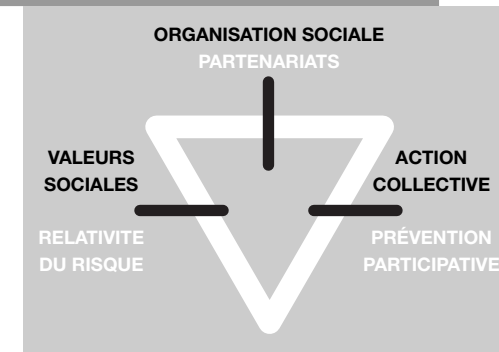 ORGANISATION SOCIALE
PARTENARIATS
VALEURS
SOCIALES
RELATIVITE
DU RISQUE
ACTION
COLLECTIVE
PRÉVENTION
PARTICIPATIVE